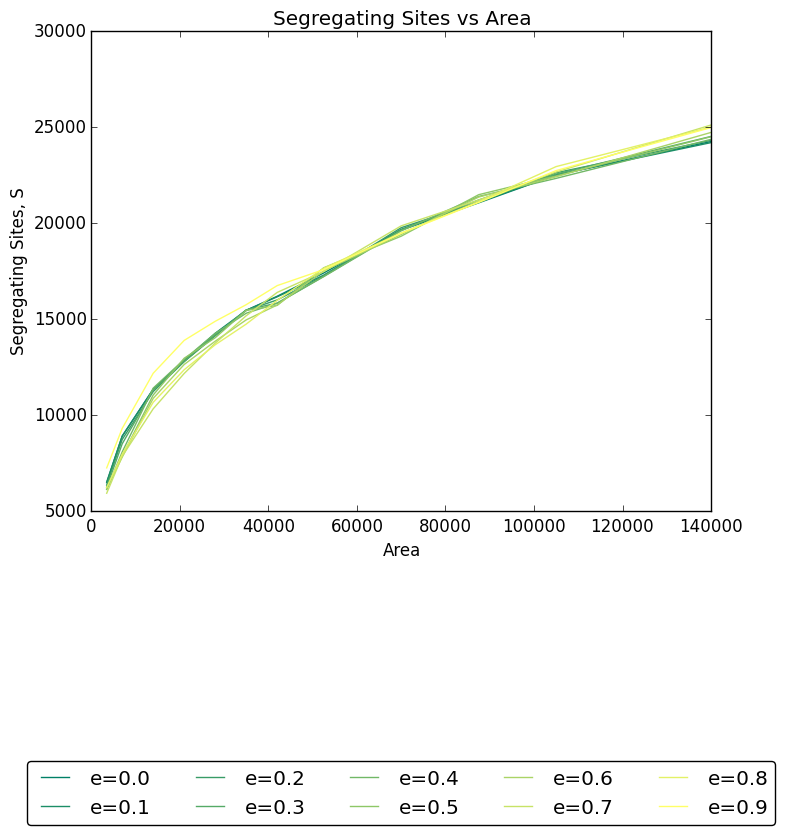 Segregating Sites vs Area
30000
25000
20000
15000
10000
5000
Segregating Sites, S
0 20000 40000 60000 80000 100000 120000 140000
Area
e=0.0 e=0.2 e=0.4 e=0.6 e=0.8
e=0.1 e=0.3 e=0.5 e=0.7 e=0.9